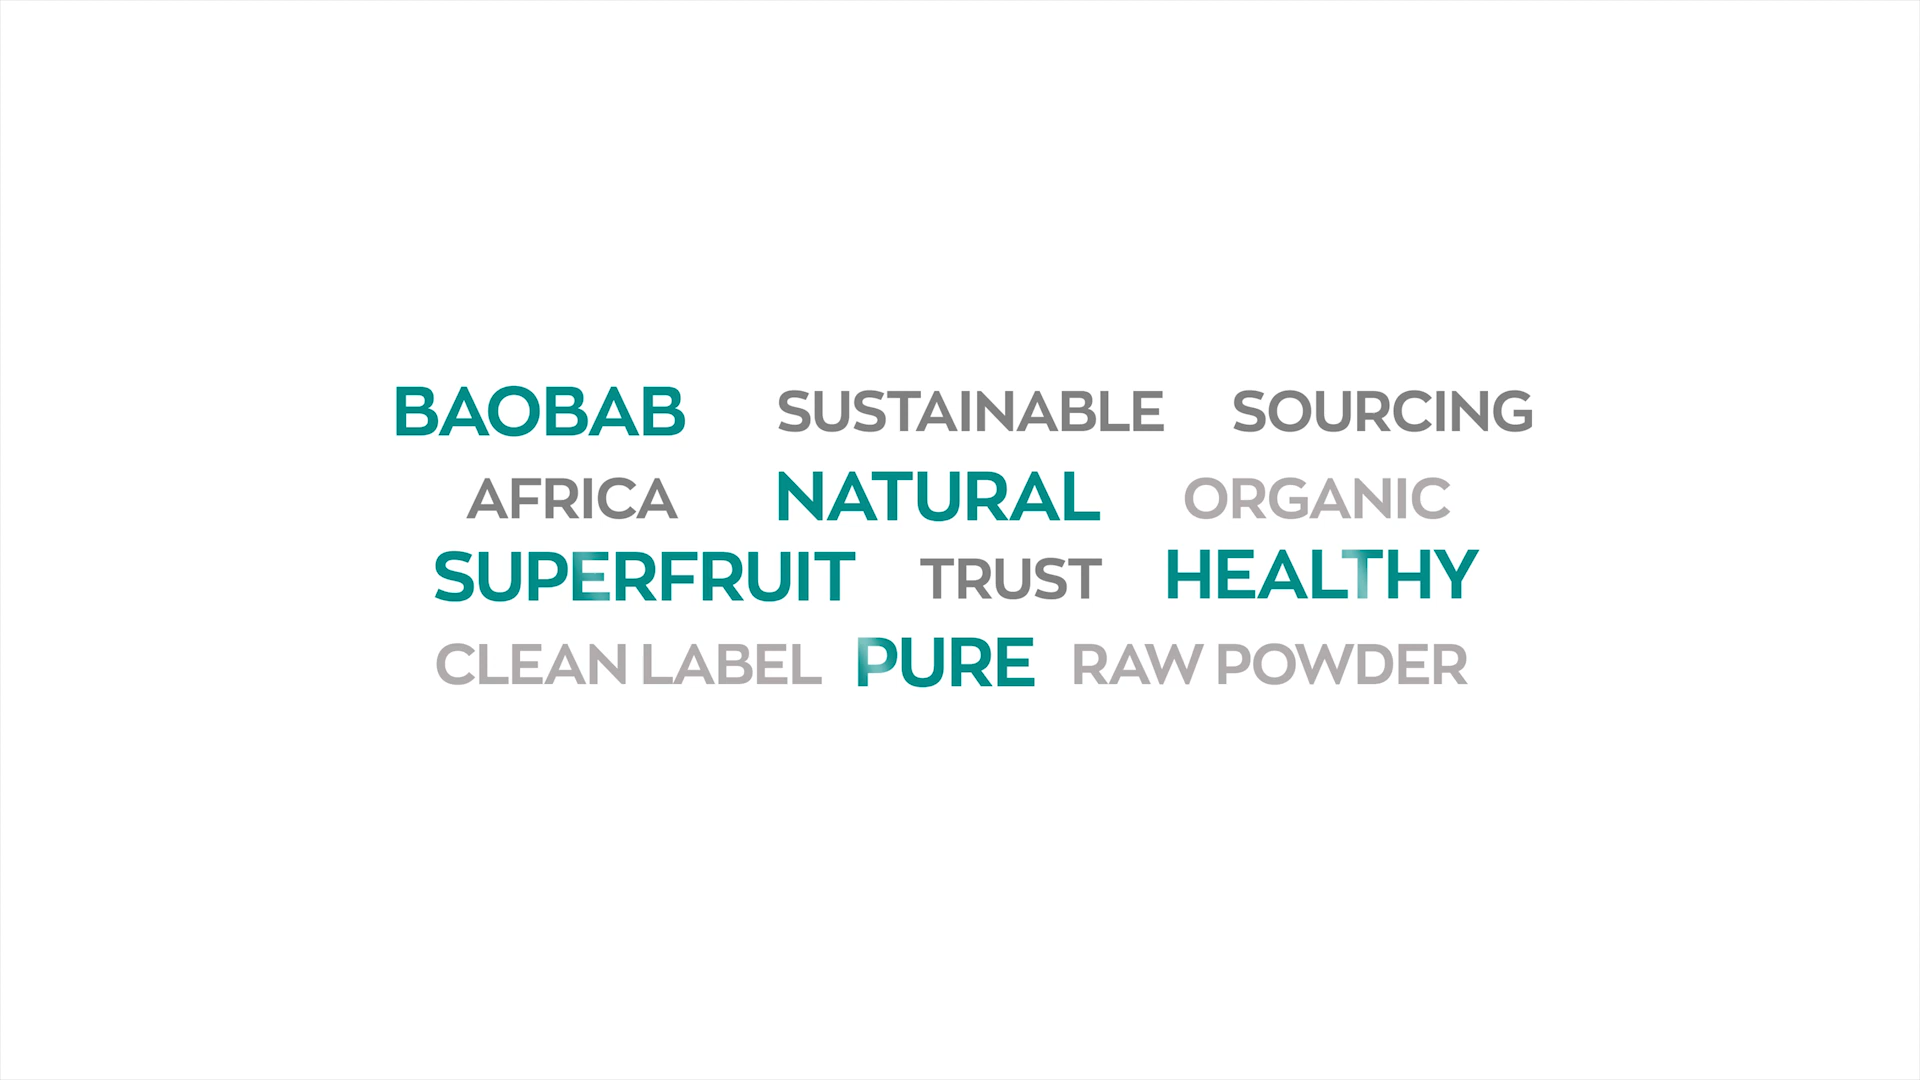 BAOBAB SUSTAINABLE SOURCING
AFRICA NATURAL ORGANIC
SUPERFRUIT TRUST HEALTHY
CLEAN LABEL PURE RAW POWDER